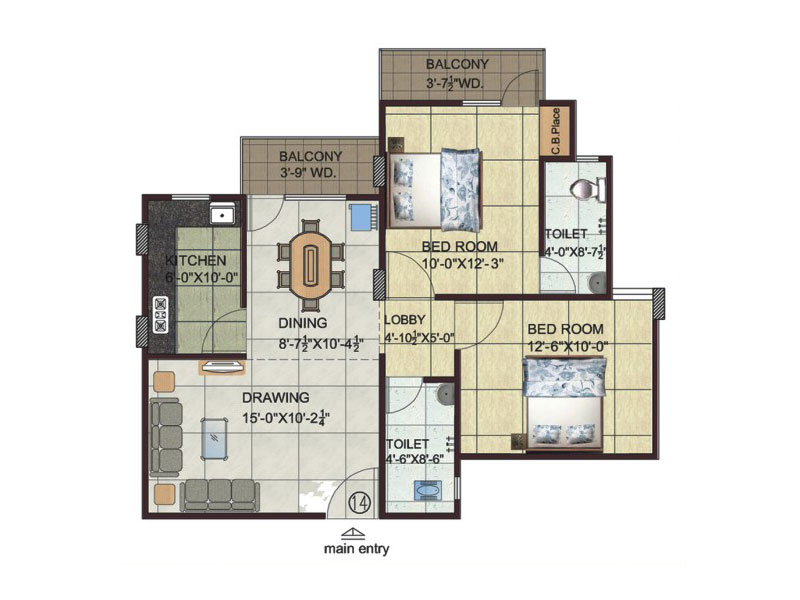 BALCONY
3'-7½"WD.
C.B.Place
BALCONY
3'-9" WD.
TOILET
4'-0"X8'-7½"
BED ROOM
10'-0"X12'-3"
KITCHEN
6'-0"X10'-0"
DINING
8'-7½"X10'-4½"
LOBBY
4'-10½"X5'-0"
BED ROOM
12'-6"X10'-0"
DRAWING
15'-0"X10'-2¼"
TOILET
4'-6"X8'-6"
14
main entry